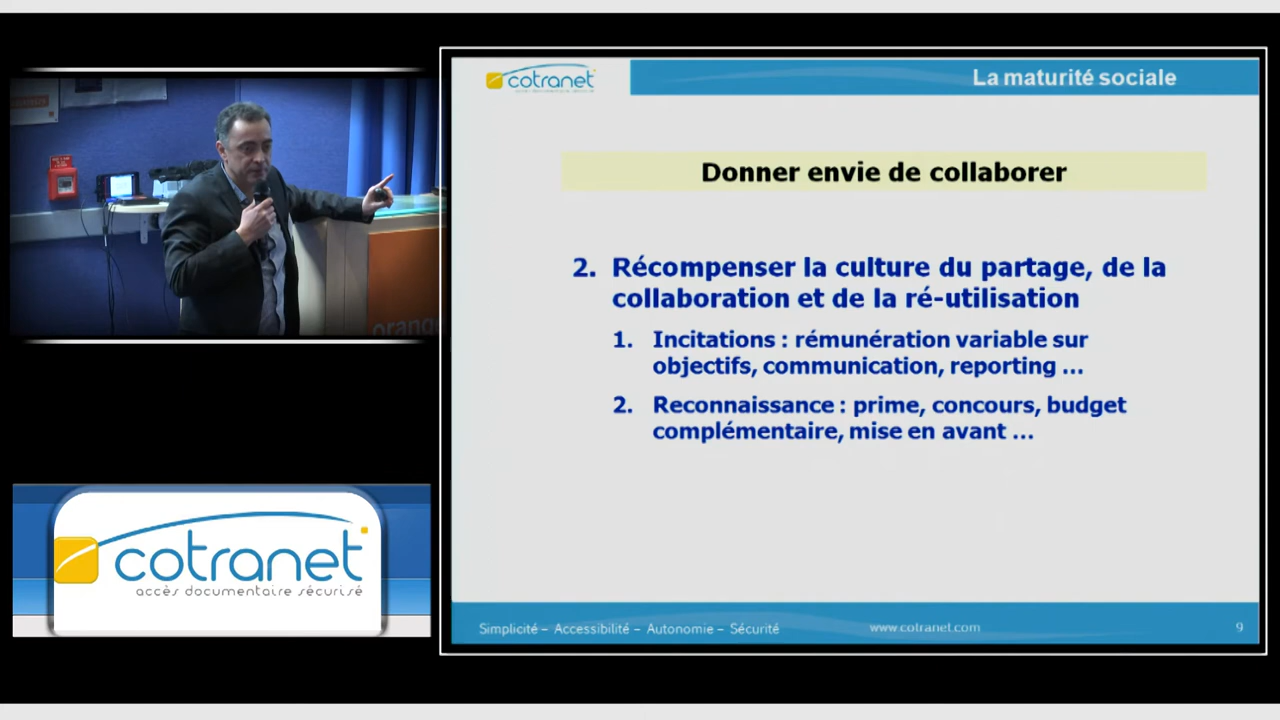 cotranet
La maturité sociale
Donner envie de collaborer
2. Récompenser la culture du partage, de la
collaboration et de la ré-utilisation
1. Incitations : rémunération variable sur
objectifs, communication, reporting ...
2. Reconnaissance : prime, concours, budget
complémentaire, mise en avant ...
Simplicité – Accessibilité – Autonomie – Sécurité
www.cotranet.com
9
orange
cotranet
accès documentaire sécurisé